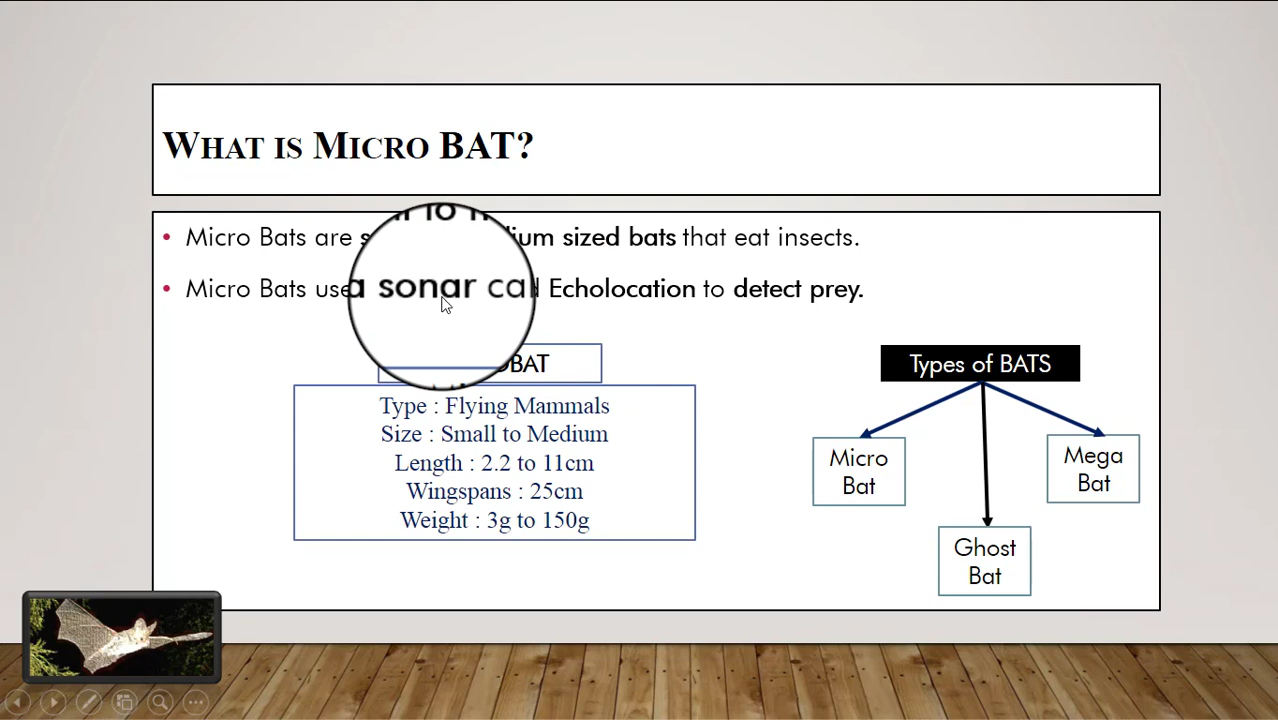 WHAT IS MICRO BAT?
Micro Bats are s dium sized bats that eat insects.
Micro Bats use a sonar cal d Echolocation to detect prey.
OBAT
Types of BATS
Type : Flying Mammals
Size : Small to Medium
Length : 2.2 to 11cm
Wingspans : 25cm
Weight : 3g to 150g
Micro
Bat
Mega
Bat
Ghost
Bat